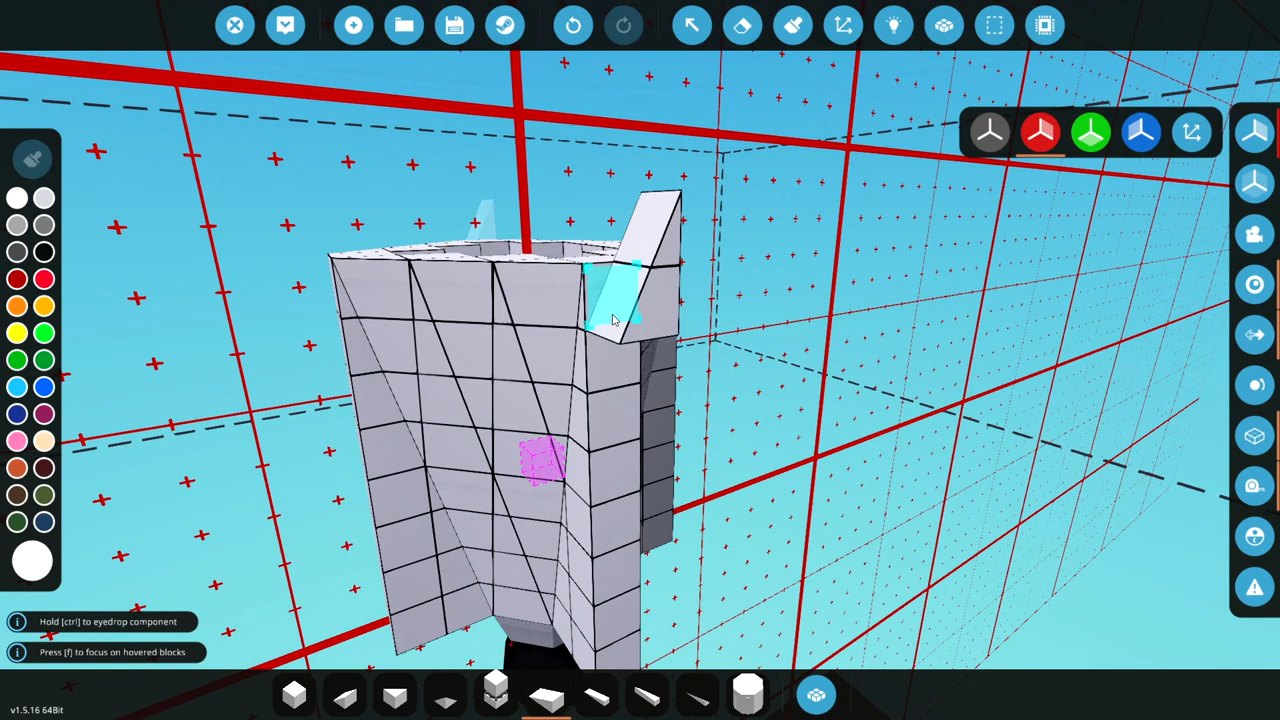 Hold [ctrl] to eyedrop component
Press [f] to focus on hovered blocks
v1.5.16 64Bit